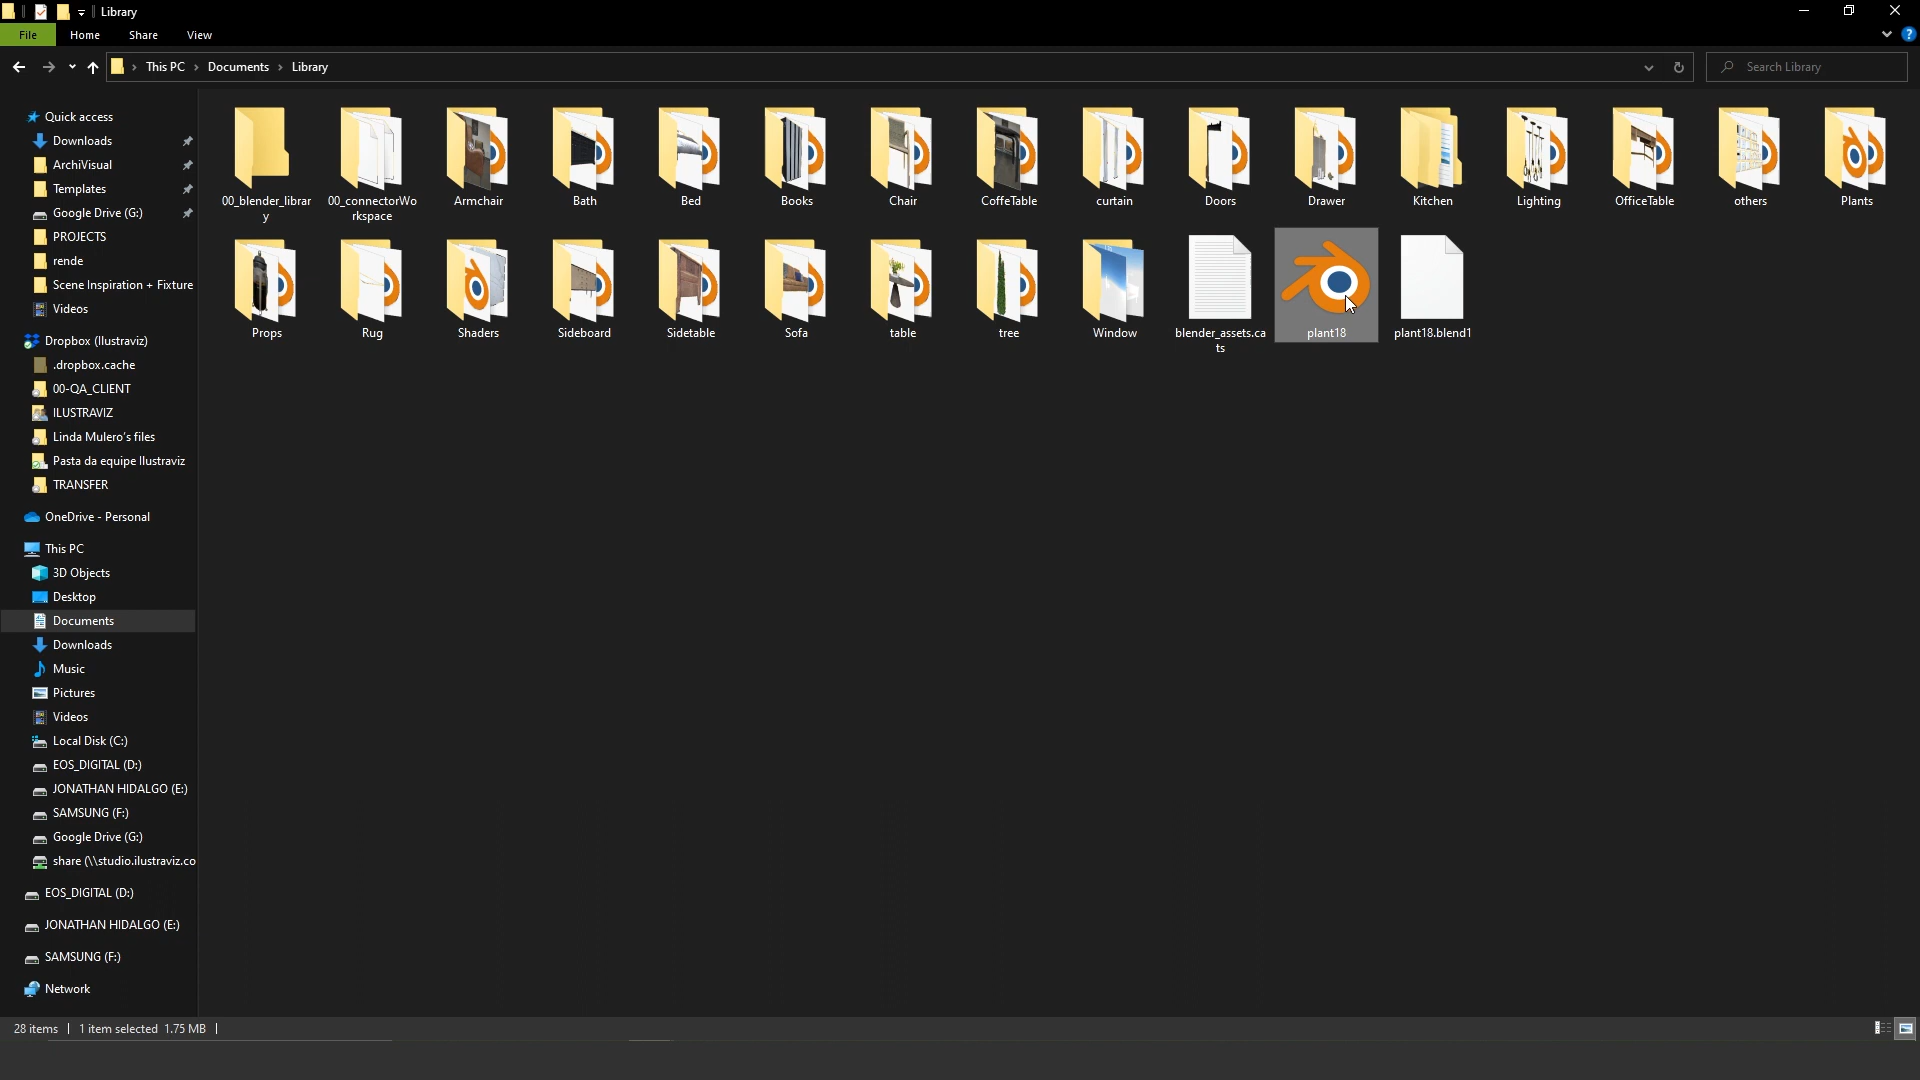 Library
File Home Share View
This PC Documents Library
Search Library
Quick access
Downloads
ArchiVisual
Templates
Google Drive (G:)
PROJECTS
rende
Scene Inspiration + Fixture
Videos
Dropbox (Ilustraviz)
.dropbox.cache
00-QA_CLIENT
ILUSTRAVIZ
Linda Mulero's files
Pasta da equipe Ilustraviz
TRANSFER
OneDrive - Personal
This PC
3D Objects
Desktop
Documents
Downloads
Music
Pictures
Videos
Local Disk (C:)
EOS_DIGITAL (D:)
JONATHAN HIDALGO (E:)
SAMSUNG (F:)
Google Drive (G:)
share (\\studio.ilustraviz.co
EOS_DIGITAL (D:)
JONATHAN HIDALGO (E:)
SAMSUNG (F:)
Network
00_blender_librar
y
00_connectorWo
rkspace
Armchair
Bath
Bed
Books
Chair
CoffeTable
curtain
Doors
Drawer
Kitchen
Lighting
OfficeTable
others
Plants
Props
Rug
Shaders
Sideboard
Sidetable
Sofa
table
tree
Window
blender_assets.ca
ts
plant18
plant18.blend1
28 items 1 item selected 1.75 MB